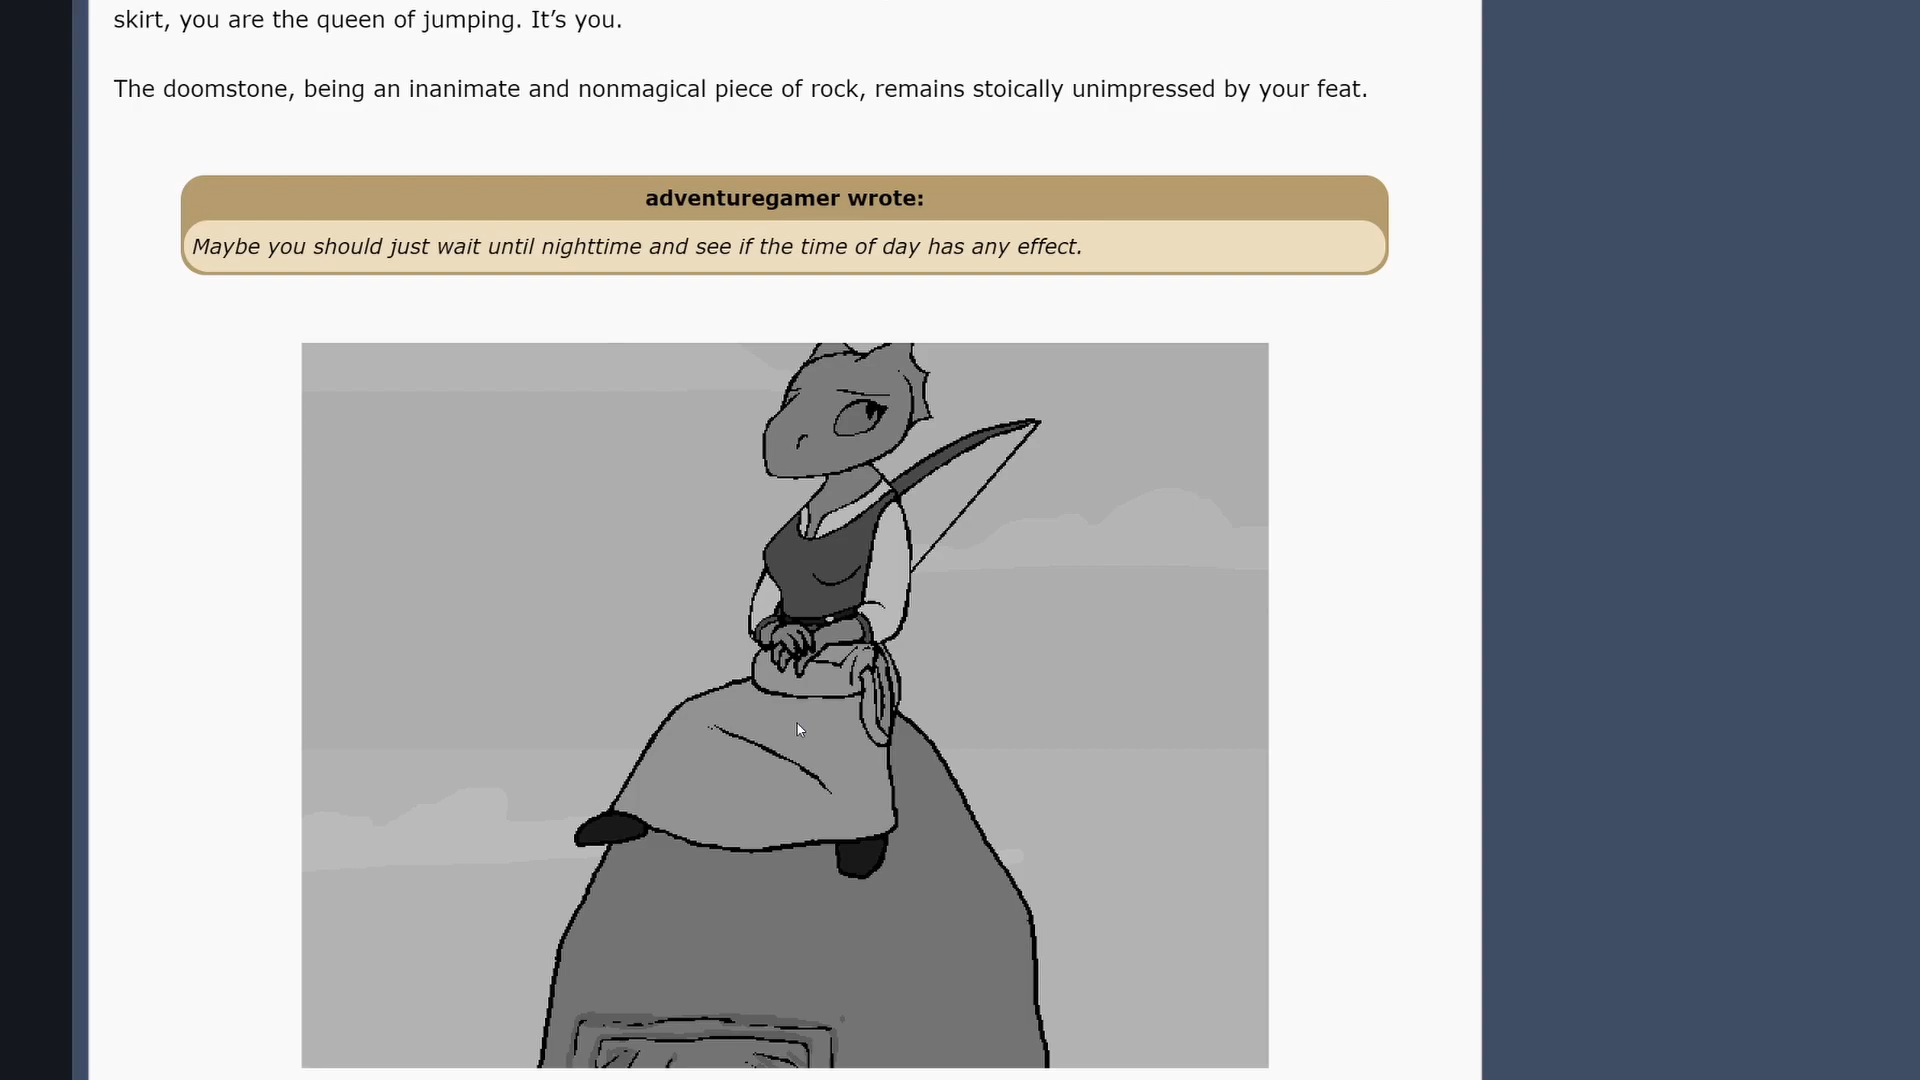 skirt, you are the queen of jumping. It’s you.
The doomstone, being an inanimate and nonmagical piece of rock, remains stoically unimpressed by your feat.
adventuregamer wrote:
Maybe you should just wait until nighttime and see if the time of day has any effect.